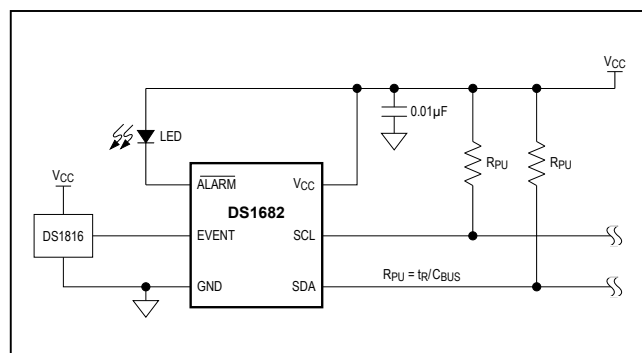 VCC
0.01µF
LED
RPU
RPU
VCC
ALARM
VCC
DS1682
DS1816
EVENT
SCL
RPU = tR/CBUS
GND
SDA